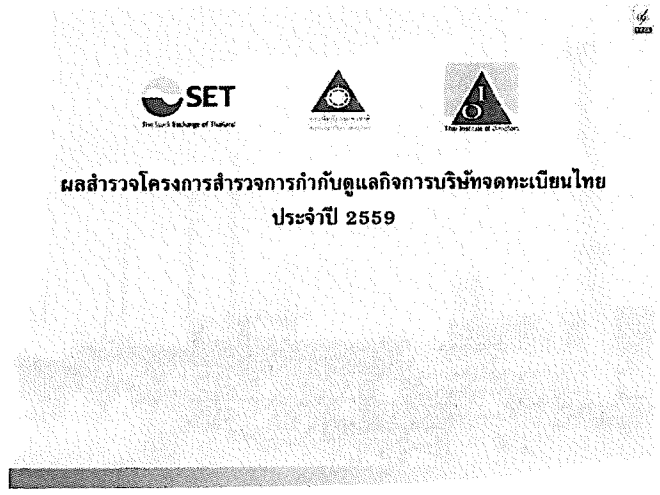 SET
The Stock Exchange of Thailand
IOD
Thai Institute of Directors
ผลสำรวจโครงการสำรวจการกำกับดูแลกิจการบริษัทจดทะเบียนไทย
ประจำปี 2559